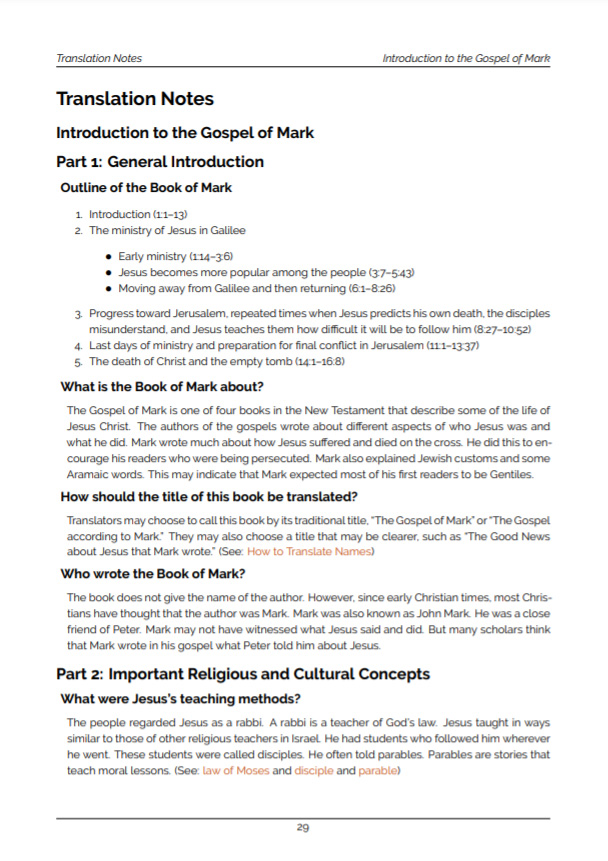 Translation Notes Introduction to the Gospel of Mark
Translation Notes
Introduction to the Gospel of Mark
Part 1: General Introduction
Outline of the Book of Mark
1. Introduction (1:1–13)
2. The ministry of Jesus in Galilee
● Early ministry (1:14–3:6)
● Jesus becomes more popular among the people (3:7–5:43)
● Moving away from Galilee and then returning (6:1–8:26)
3. Progress toward Jerusalem, repeated times when Jesus predicts his own death, the disciples
misunderstand, and Jesus teaches them how difficult it will be to follow him (8:27–10:52)
4. Last days of ministry and preparation for final conflict in Jerusalem (11:1–13:37)
5. The death of Christ and the empty tomb (14:1–16:8)
What is the Book of Mark about?
The Gospel of Mark is one of four books in the New Testament that describe some of the life of
Jesus Christ. The authors of the gospels wrote about different aspects of who Jesus was and
what he did. Mark wrote much about how Jesus suffered and died on the cross. He did this to en-
courage his readers who were being persecuted. Mark also explained Jewish customs and some
Aramaic words. This may indicate that Mark expected most of his first readers to be Gentiles.
How should the title of this book be translated?
Translators may choose to call this book by its traditional title, “The Gospel of Mark” or “The Gospel
according to Mark.” They may also choose a title that may be clearer, such as “The Good News
about Jesus that Mark wrote.” (See: How to Translate Names)
Who wrote the Book of Mark?
The book does not give the name of the author. However, since early Christian times, most Chris-
tians have thought that the author was Mark. Mark was also known as John Mark. He was a close
friend of Peter. Mark may not have witnessed what Jesus said and did. But many scholars think
that Mark wrote in his gospel what Peter told him about Jesus.
Part 2: Important Religious and Cultural Concepts
What were Jesus’s teaching methods?
The people regarded Jesus as a rabbi. A rabbi is a teacher of God’s law. Jesus taught in ways
similar to those of other religious teachers in Israel. He had students who followed him wherever
he went. These students were called disciples. He often told parables. Parables are stories that
teach moral lessons. (See: law of Moses and disciple and parable)
29